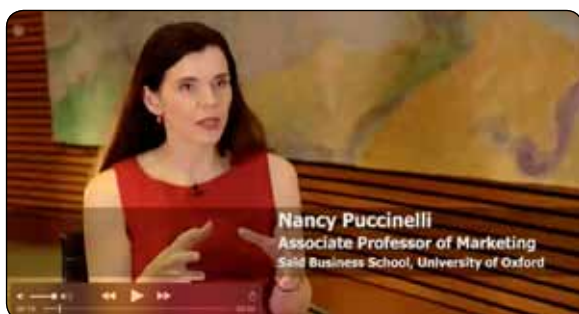 Nancy Puccinelli
Associate Professor of Marketing
Saïd Business School, University of Oxford